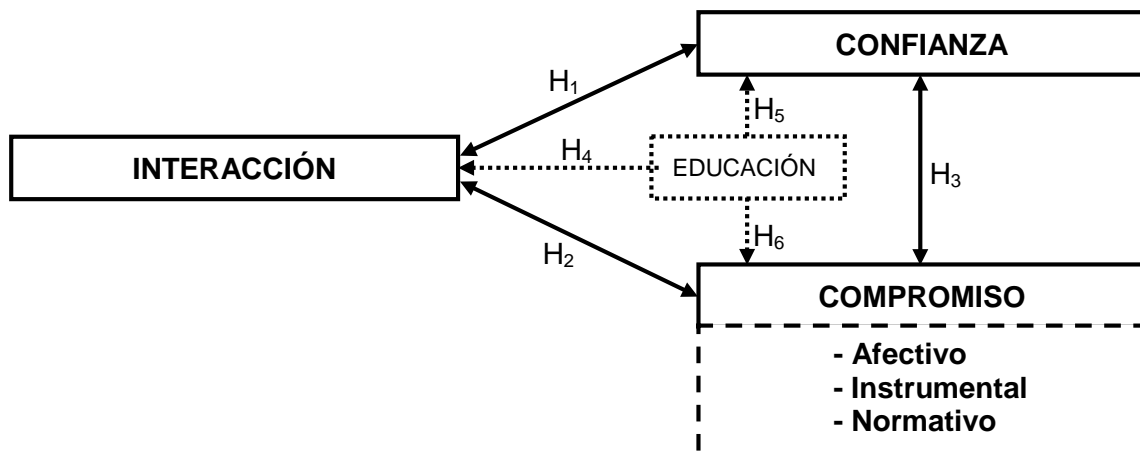 CONFIANZA
H₁
H₅
INTERACCIÓN
H₄
EDUCACIÓN
H₃
H₂
H₆
COMPROMISO
- Afectivo
- Instrumental
- Normativo